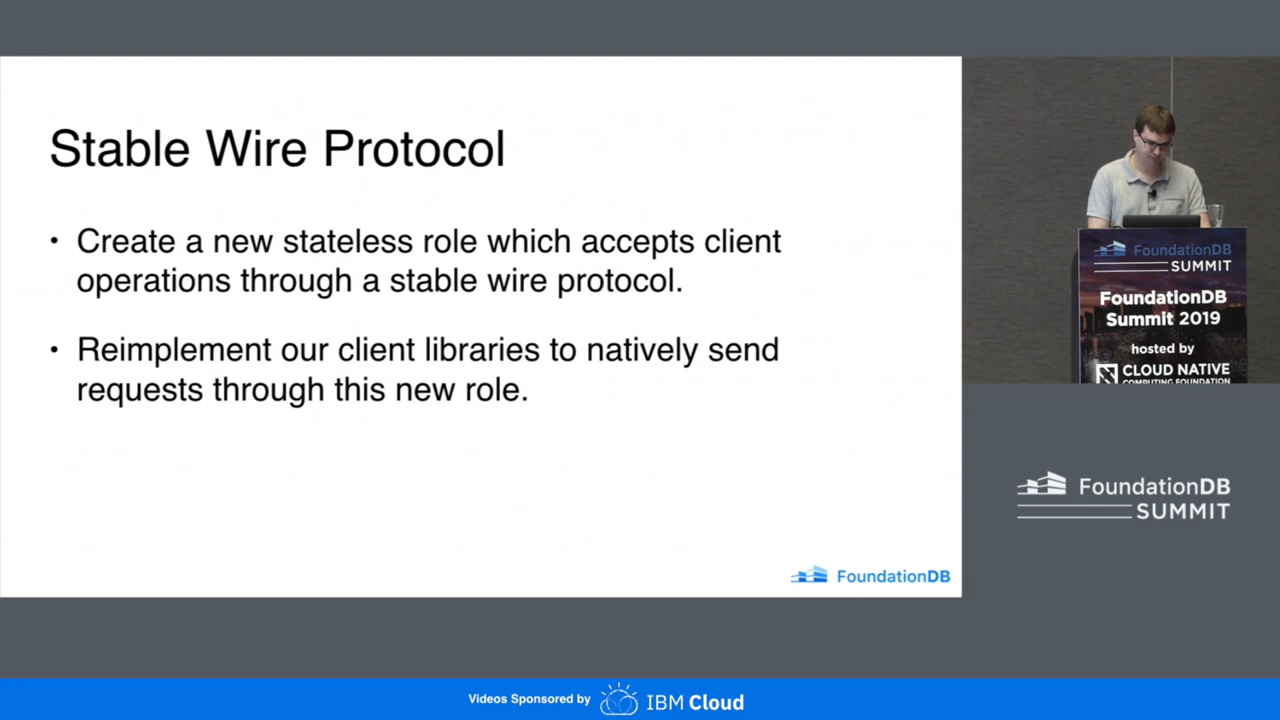 Stable Wire Protocol
• Create a new stateless role which accepts client
operations through a stable wire protocol.
• Reimplement our client libraries to natively send
requests through this new role.
FoundationDB
FoundationDB
SUMMIT
FoundationDB
Summit 2019
hosted by
CLOUD NATIVE
COMPUTING FOUNDATION
FoundationDB
SUMMIT
Videos Sponsored by IBM Cloud